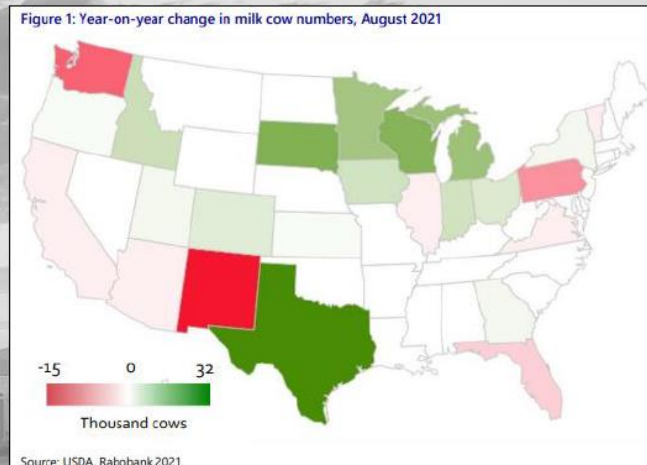 Figure 1: Year-on-year change in milk cow numbers, August 2021
-15 0 32
Thousand cows
Source: USDA, Rabobank 2021